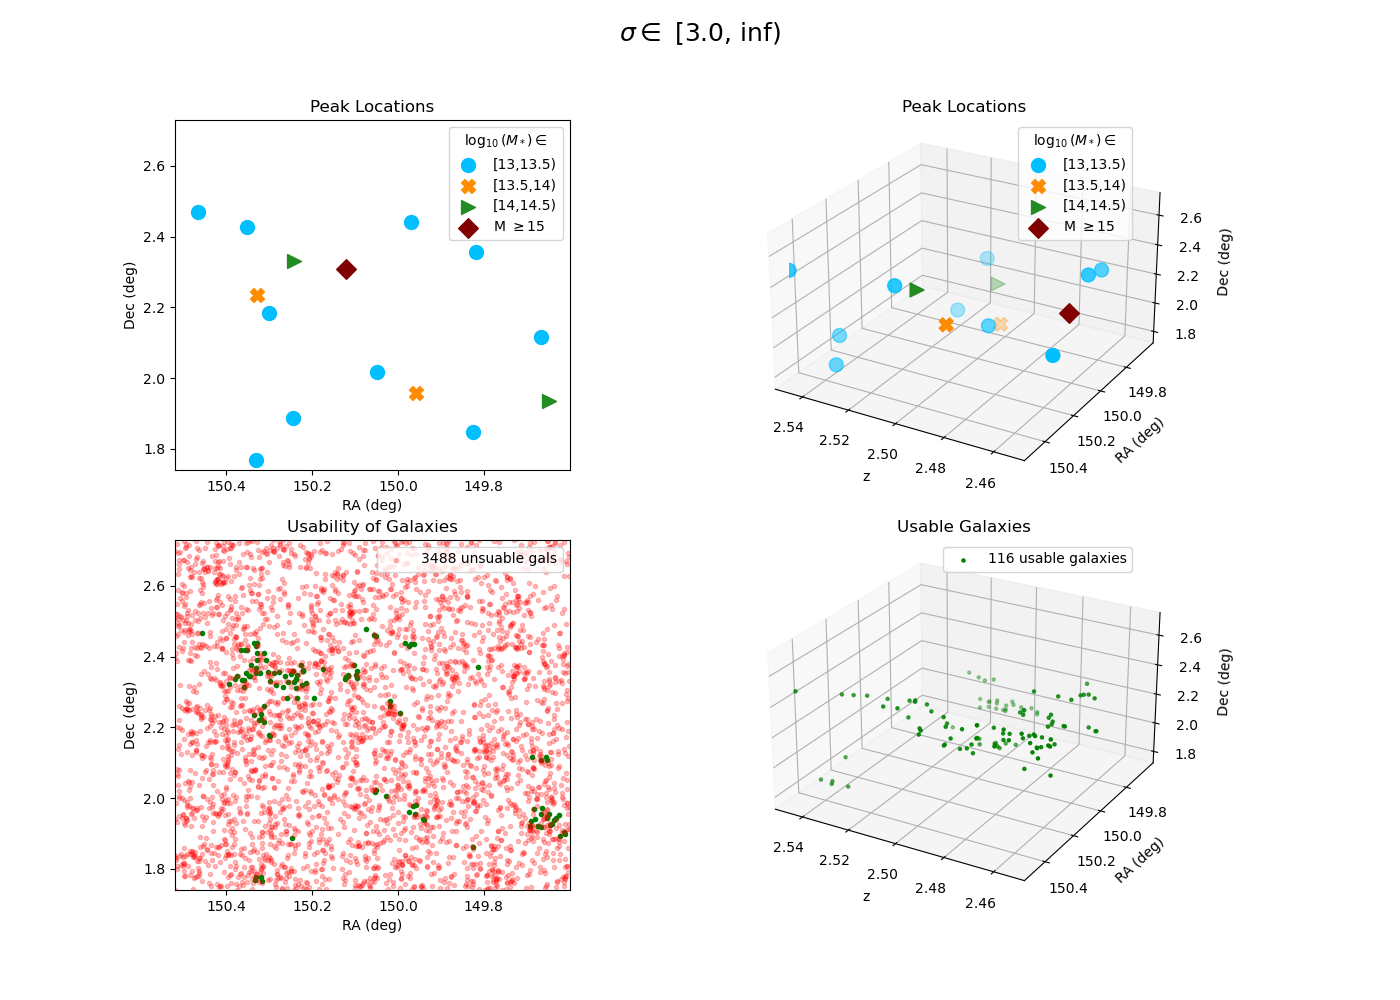 σ ∈ [3.0, inf)
Peak Locations
log₁₀(M*) ∈
[13,13.5)
[13.5,14)
[14,14.5)
M ≥15
2.6
2.4
2.2
2.0
1.8
Dec (deg)
150.4 150.2 150.0 149.8
RA (deg)
Peak Locations
log₁₀(M*) ∈
[13,13.5)
[13.5,14)
[14,14.5)
M ≥15
2.6
2.4
2.2
2.0
1.8
Dec (deg)
149.8
150.0
150.2
150.4
RA (deg)
2.54
2.52
2.50
2.48
2.46
z
Usability of Galaxies
3488 unsuable gals
2.6
2.4
2.2
2.0
1.8
Dec (deg)
150.4 150.2 150.0 149.8
RA (deg)
Usable Galaxies
116 usable galaxies
2.6
2.4
2.2
2.0
1.8
Dec (deg)
149.8
150.0
150.2
150.4
RA (deg)
2.54
2.52
2.50
2.48
2.46
z